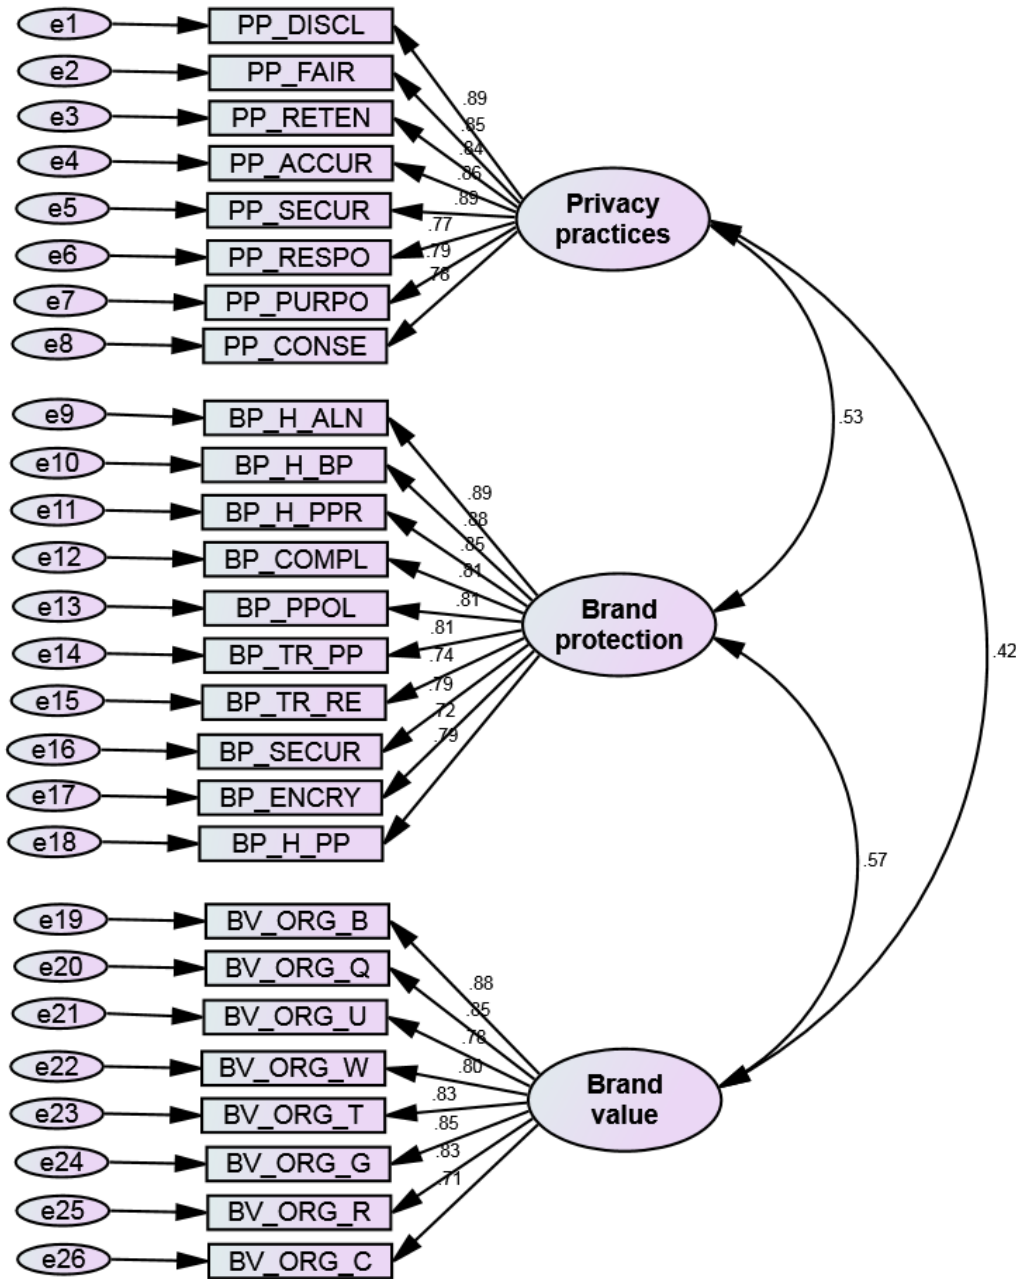 e1 PP_DISCL
e2 PP_FAIR
e3 PP_RETEN
e4 PP_ACCUR
e5 PP_SECUR
e6 PP_RESPO
e7 PP_PURPO
e8 PP_CONSE
.89
.85
.84
.86
.89
.77
.79
.78
Privacy
practices
e9 BP_H_ALN
e10 BP_H_BP
e11 BP_H_PPR
e12 BP_COMPL
e13 BP_PPOL
e14 BP_TR_PP
e15 BP_TR_RE
e16 BP_SECUR
e17 BP_ENCRY
e18 BP_H_PP
.89
.88
.85
.81
.81
.81
.74
.79
.72
.79
Brand
protection
e19 BV_ORG_B
e20 BV_ORG_Q
e21 BV_ORG_U
e22 BV_ORG_W
e23 BV_ORG_T
e24 BV_ORG_G
e25 BV_ORG_R
e26 BV_ORG_C
.88
.85
.78
.80
.83
.85
.83
.71
Brand
value
.53
.42
.57